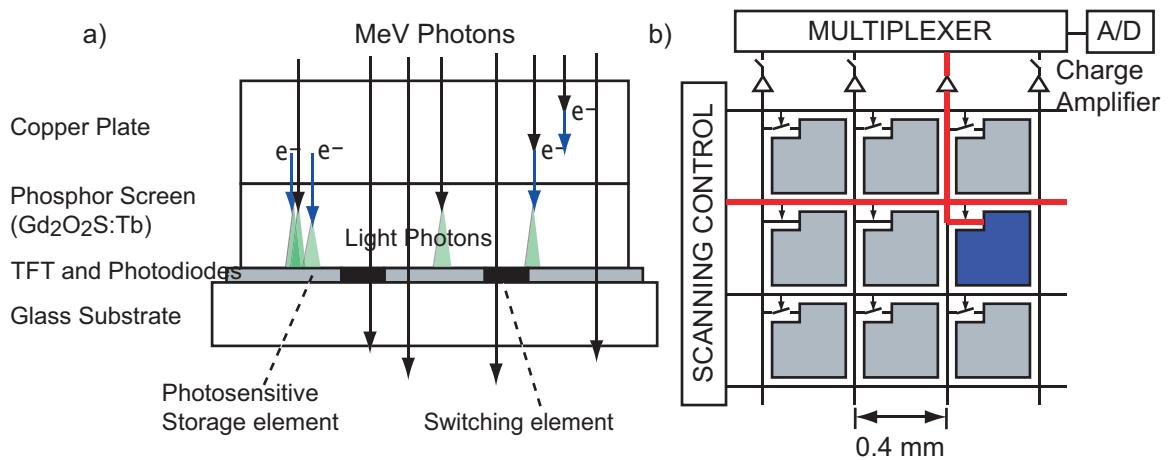 a)
MeV Photons
Copper Plate
e–
e–
e–
e–
Phosphor Screen
(Gd2O2S:Tb)
Light Photons
TFT and Photodiodes
Glass Substrate
Photosensitive
Storage element
Switching element
b)
MULTIPLEXER
A/D
Charge
Amplifier
SCANNING CONTROL
0.4 mm